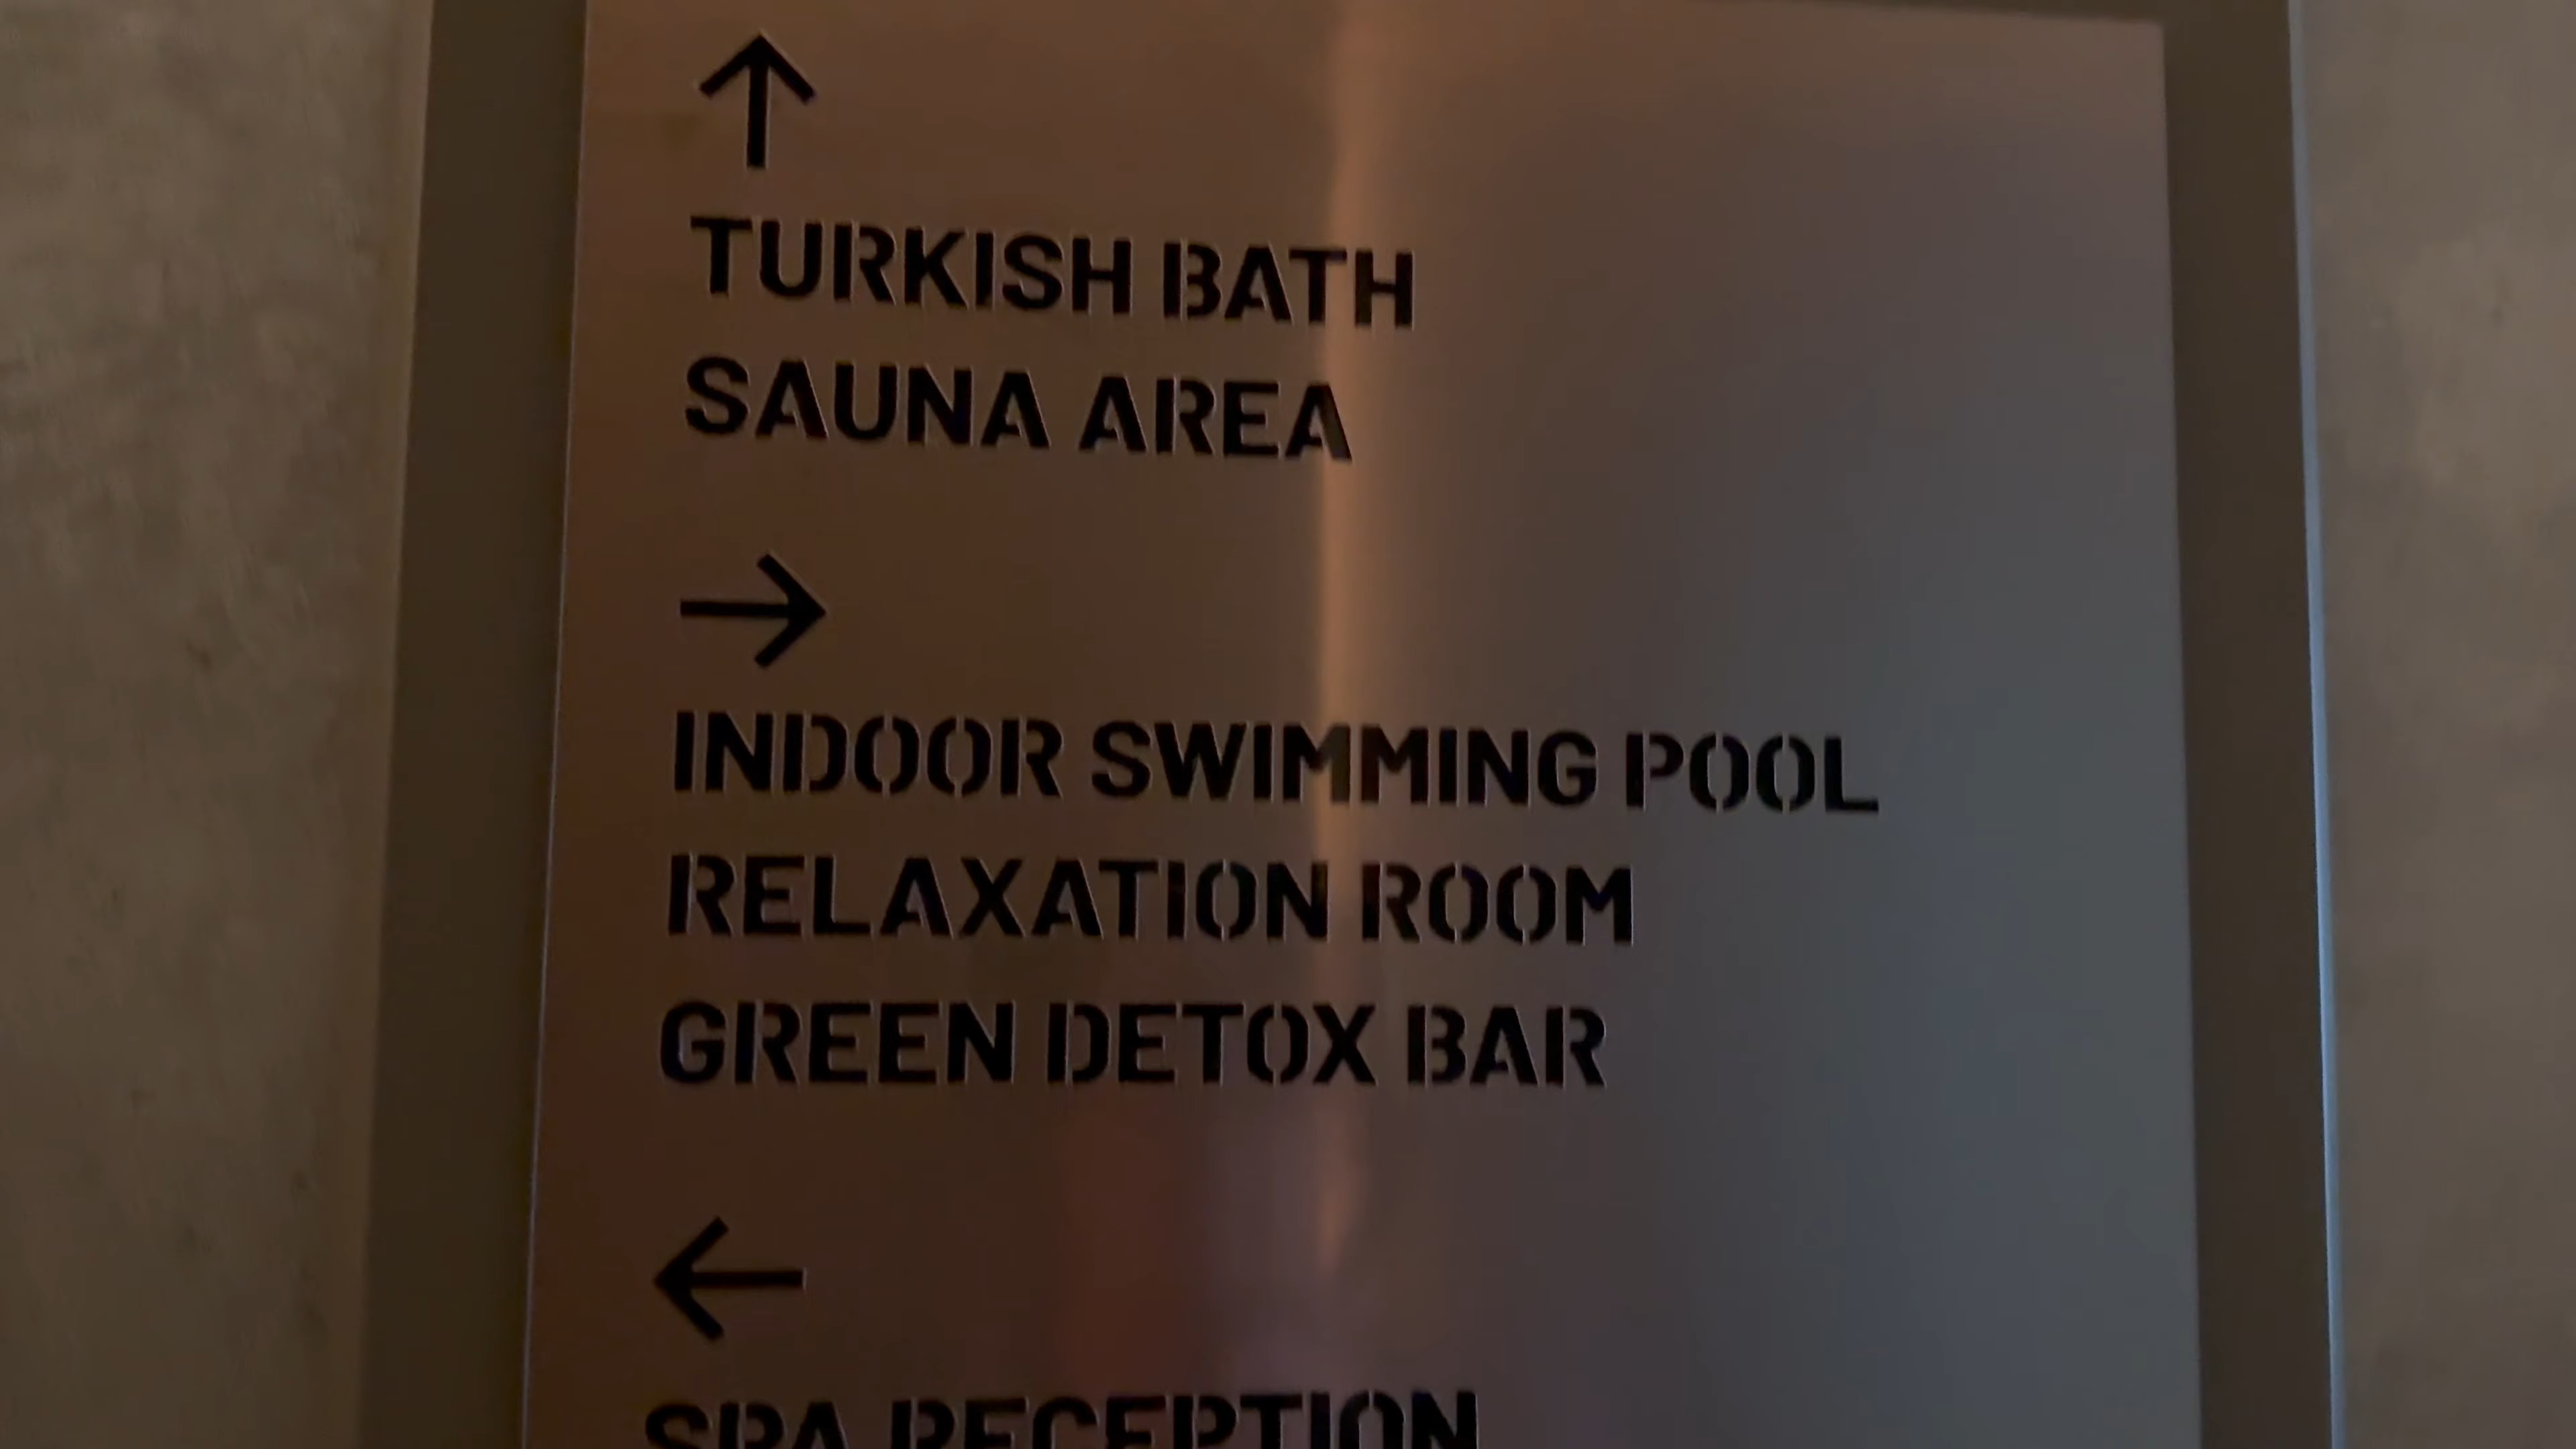 ↑
TURKISH BATH
SAUNA AREA
→
INDOOR SWIMMING POOL
RELAXATION ROOM
GREEN DETOX BAR
←
SPA RECEPTION